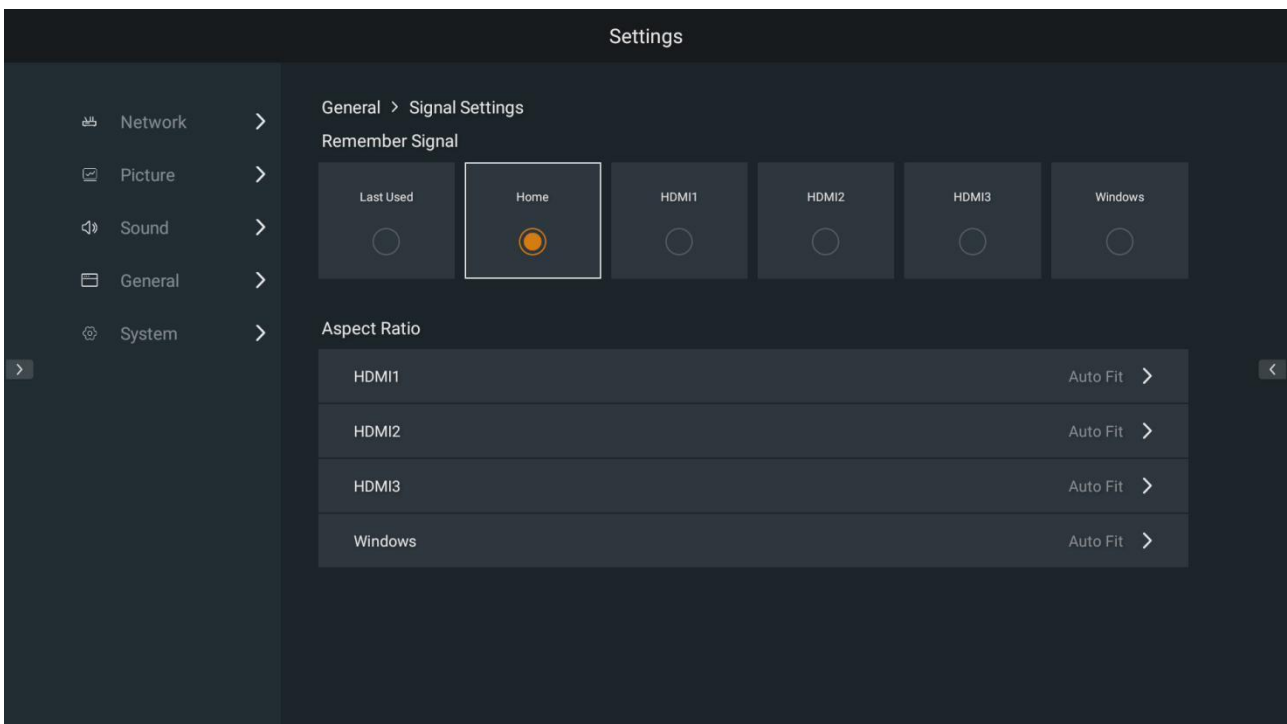 Settings
Network
Picture
Sound
General
System
General > Signal Settings
Remember Signal
Last Used Home HDMI1 HDMI2 HDMI3 Windows
Aspect Ratio
HDMI1 Auto Fit
HDMI2 Auto Fit
HDMI3 Auto Fit
Windows Auto Fit